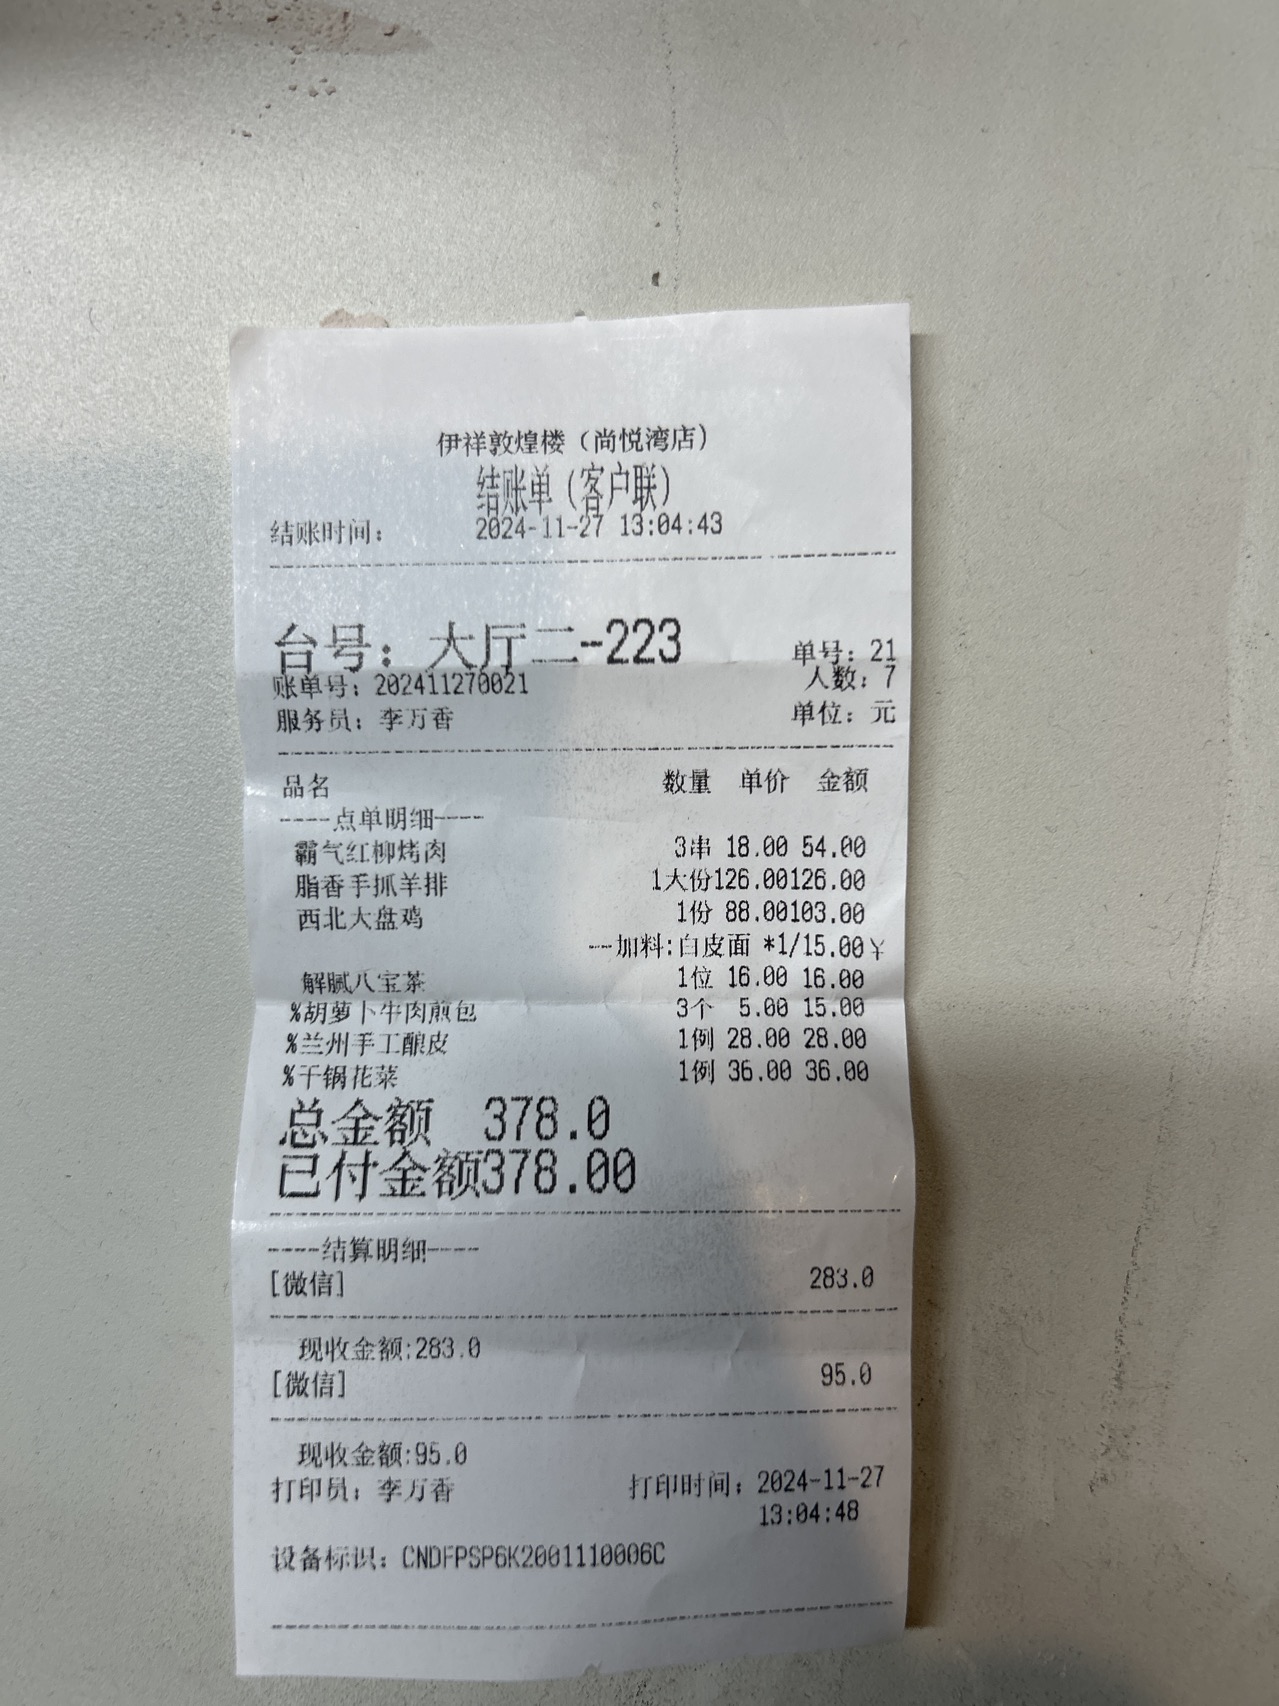 伊祥敦煌楼（尚悦湾店）
结账单（客户联）
结账时间： 2024-11-27 13:04:43
台号：大厅二-223 单号：21
账单号：202411270021 人数：7
服务员：李万香 单位：元
品名 数量 单价 金额
----点单明细----
霸气红柳烤肉 3串 18.00 54.00
脂香手抓羊排 1大份126.00126.00
西北大盘鸡 1份 88.00103.00
--加料:白皮面 *1/15.00¥
解腻八宝茶 1位 16.00 16.00
%胡萝卜牛肉煎包 3个 5.00 15.00
%兰州手工酿皮 1例 28.00 28.00
%干锅花菜 1例 36.00 36.00
总金额 378.0
已付金额378.00
----结算明细----
[微信] 283.0
现收金额:283.0
[微信] 95.0
现收金额:95.0
打印员：李万香 打印时间：2024-11-27
13:04:48
设备标识：CNDFPSP6K2001110006C